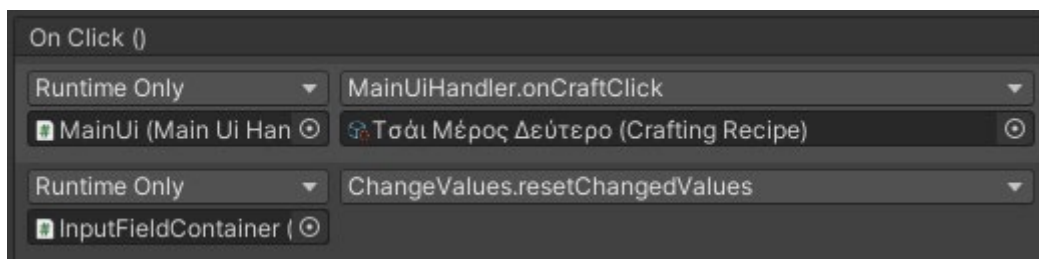 On Click ()
Runtime Only MainUiHandler.onCraftClick
MainUi (Main Ui Han Τσάι Μέρος Δεύτερο (Crafting Recipe)
Runtime Only ChangeValues.resetChangedValues
InputFieldContainer (